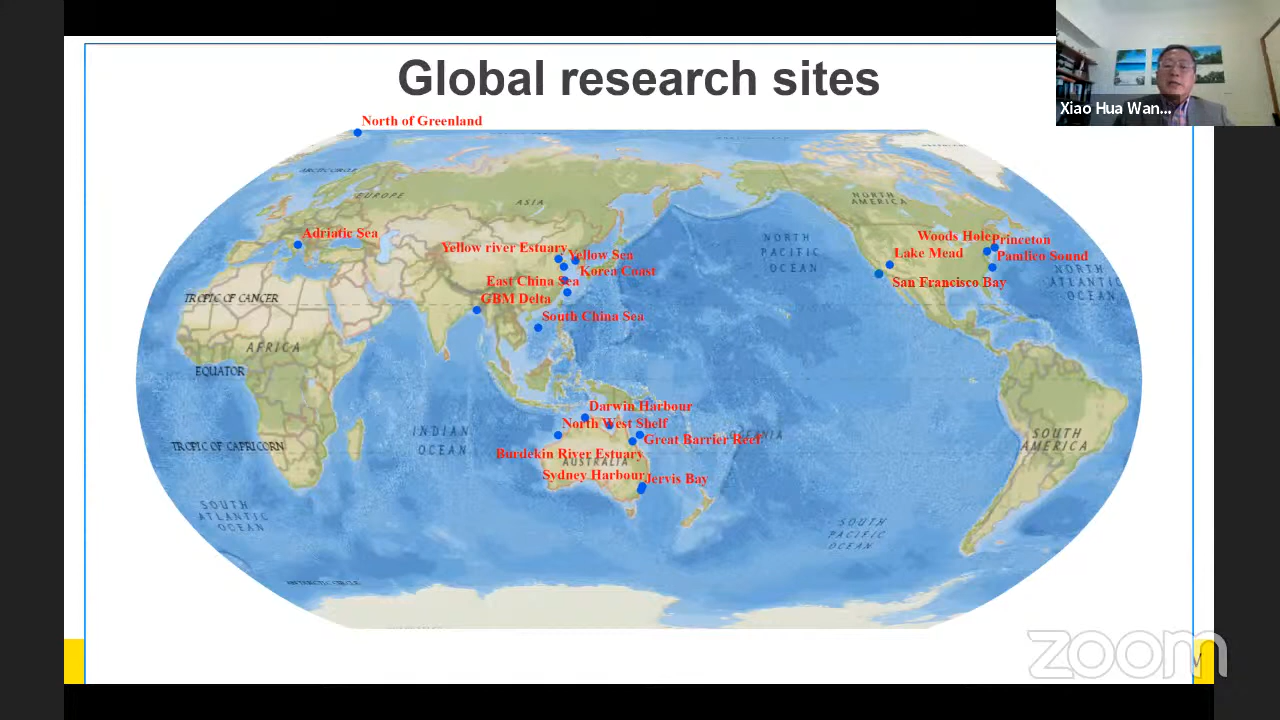 Global research sites
Xiao Hua Wan...
North of Greenland
ARCTIC CIRCLE
EUROPE
ASIA
NORTH
AMERICA
Adriatic Sea
Yellow river Estuary
Yellow Sea
Korea Coast
East China Sea
GBM Delta
South China Sea
NORTH
PACIFIC
OCEAN
Woods Hole
Princeton
Lake Mead
Pamlico Sound
San Francisco Bay
NORTH
ATLANTIC
OCEAN
TROPIC OF CANCER
AFRICA
EQUATOR
Darwin Harbour
North West Shelf
Great Barrier Reef
OCEANIA
INDIAN
OCEAN
TROPIC OF CAPRICORN
Burdekin River Estuary
AUSTRALIA
Sydney Harbour
Jervis Bay
SOUTH
AMERICA
SOUTH
ATLANTIC
OCEAN
SOUTH
PACIFIC
OCEAN
ANTARCTIC CIRCLE
zoom